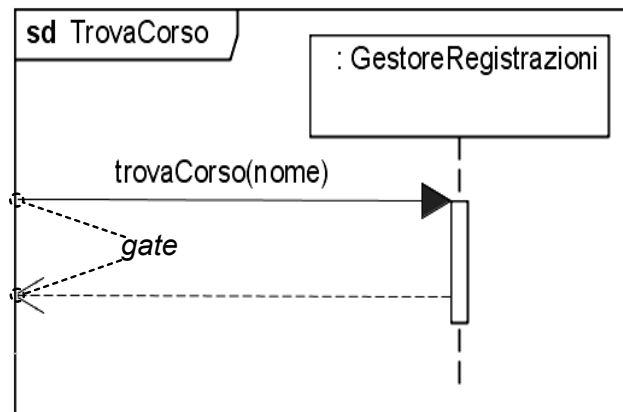 sd TrovaCorso
: GestoreRegistrazioni
trovaCorso(nome)
gate